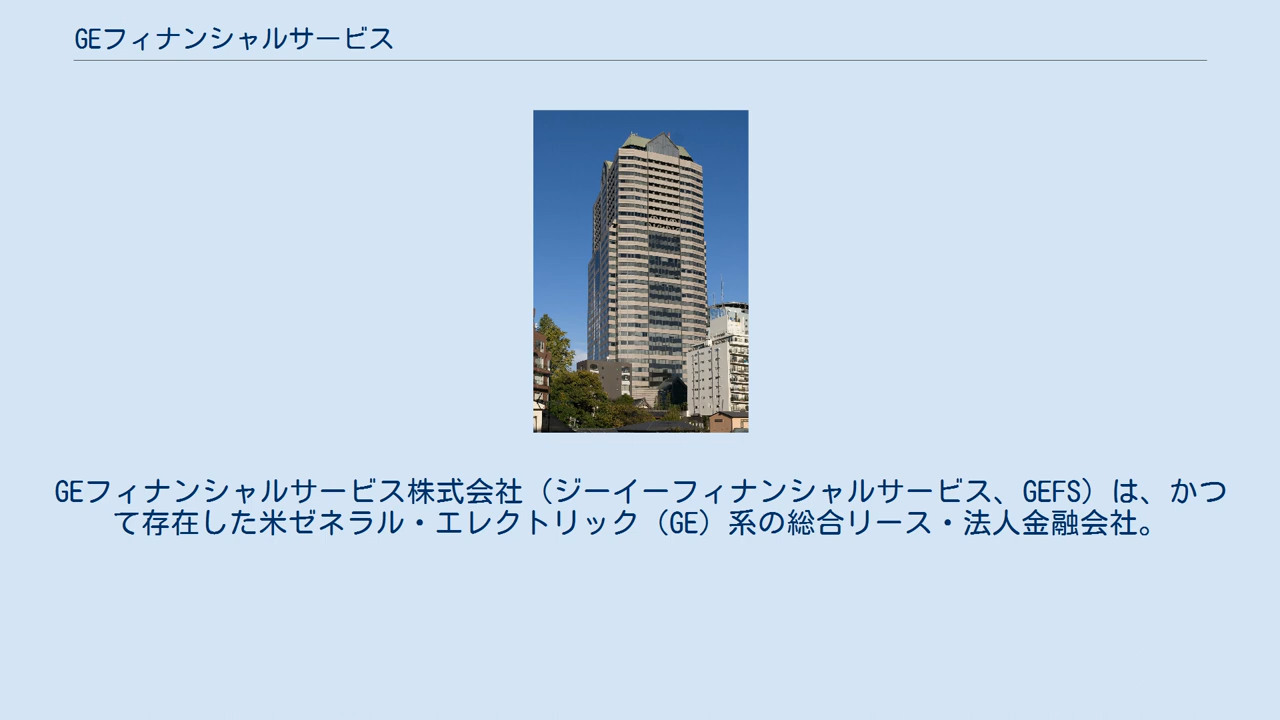 GEフィナンシャルサービス
GEフィナンシャルサービス株式会社（ジーイーフィナンシャルサービス、GEFS）は、かつ
て存在した米ゼネラル・エレクトリック（GE）系の総合リース・法人金融会社。